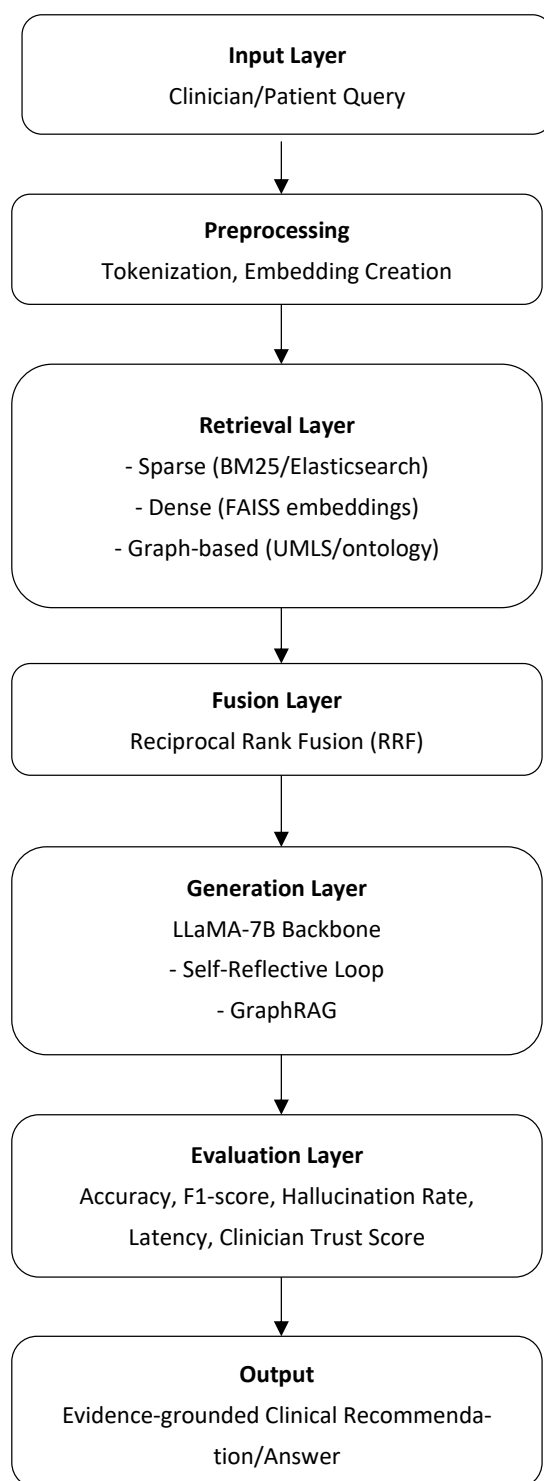 Input Layer
Clinician/Patient Query
Preprocessing
Tokenization, Embedding Creation
Retrieval Layer
- Sparse (BM25/Elasticsearch)
- Dense (FAISS embeddings)
- Graph-based (UMLS/ontology)
Fusion Layer
Reciprocal Rank Fusion (RRF)
Generation Layer
LLaMA-7B Backbone
- Self-Reflective Loop
- GraphRAG
Evaluation Layer
Accuracy, F1-score, Hallucination Rate,
Latency, Clinician Trust Score
Output
Evidence-grounded Clinical Recommenda-
tion/Answer